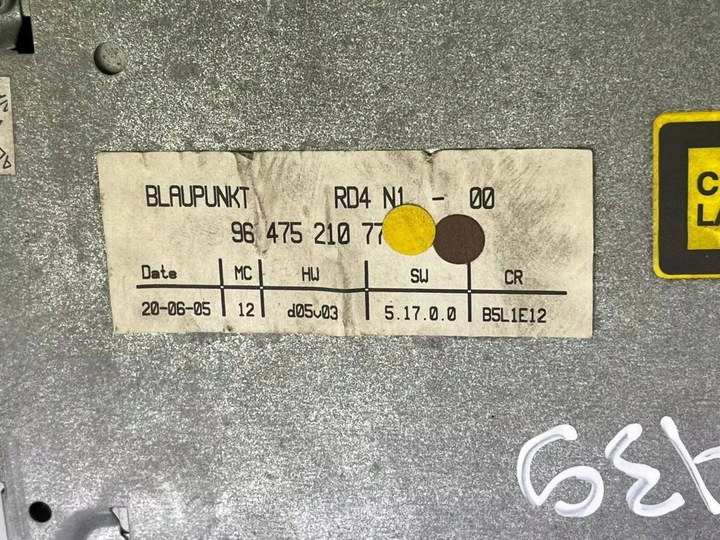 BLAUPUNKT RD4 N1 - 00
96 475 210 77
Date MC HW SW CR
20-06-05 12 d05v03 5.17.0.0 B5L1E12
C
LA